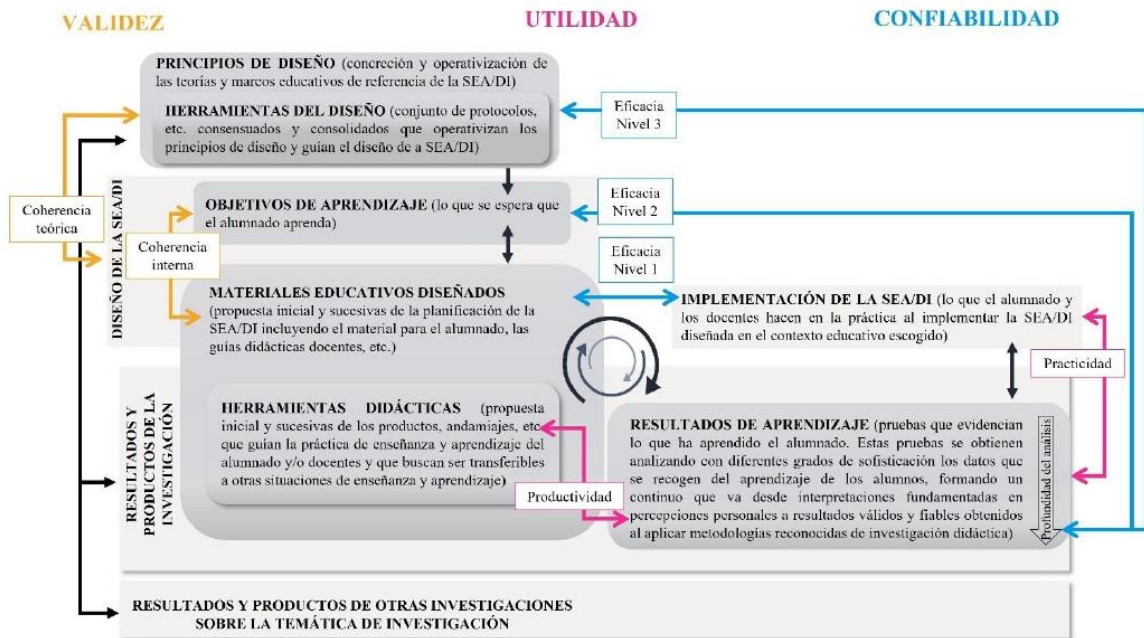 VALIDEZ
UTILIDAD
CONFIABILIDAD
PRINCIPIOS DE DISEÑO (concreción y operativización de
las teorías y marcos educativos de referencia de la SEA/DI)
HERRAMIENTAS DEL DISEÑO (conjunto de protocolos,
etc. consensuados y consolidados que operativizan los
principios de diseño y guían el diseño de a SEA/DI)
Eficacia
Nivel 3
Coherencia
teórica
DISEÑO DE LA SEA/DI
OBJETIVOS DE APRENDIZAJE (lo que se espera que
el alumnado aprenda)
Eficacia
Nivel 2
Coherencia
interna
Eficacia
Nivel 1
MATERIALES EDUCATIVOS DISEÑADOS
(propuesta inicial y sucesivas de la planificación de la
SEA/DI incluyendo el material para el alumnado, las
guías didácticas docentes, etc.)
IMPLEMENTACIÓN DE LA SEA/DI (lo que el alumnado y
los docentes hacen en la práctica al implementar la SEA/DI
diseñada en el contexto educativo escogido)
Practicidad
RESULTADOS Y
PRODUCTOS DE LA
INVESTIGACIÓN
HERRAMIENTAS DIDÁCTICAS (propuesta
inicial y sucesivas de los productos, andamiajes, etc
que guían la práctica de enseñanza y aprendizaje del
alumnado y/o docentes y que buscan ser transferibles
a otras situaciones de enseñanza y aprendizaje)
Productividad
RESULTADOS DE APRENDIZAJE (pruebas que evidencian
lo que ha aprendido el alumnado. Estas pruebas se obtienen
analizando con diferentes grados de sofisticación los datos que
se recogen del aprendizaje de los alumnos, formando un
continuo que va desde interpretaciones fundamentadas en
percepciones personales a resultados válidos y fiables obtenidos
al aplicar metodologías reconocidas de investigación didáctica)
Profundidad del análisis
RESULTADOS Y PRODUCTOS DE OTRAS INVESTIGACIONES
SOBRE LA TEMÁTICA DE INVESTIGACIÓN